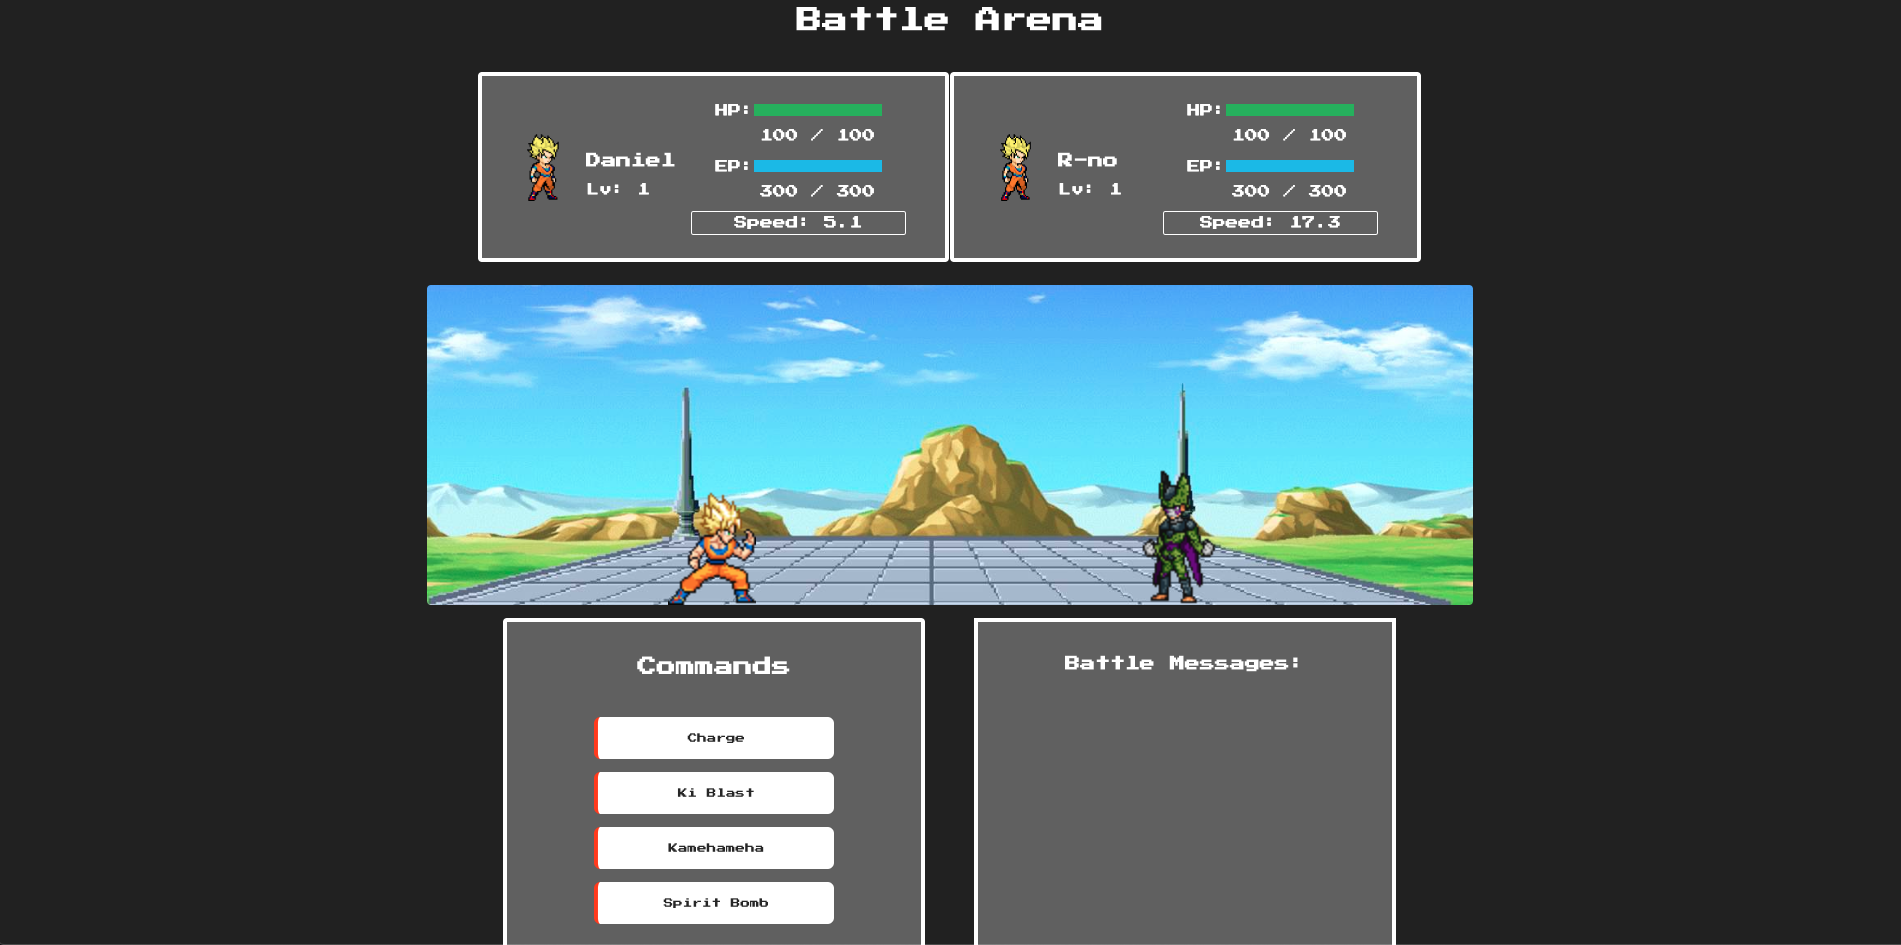 Battle Arena
HP:
100 / 100
Daniel
EP:
Lv: 1
300 / 300
Speed: 5.1
HP:
100 / 100
R-no
EP:
Lv: 1
300 / 300
Speed: 17.3
Commands
Charge
Ki Blast
Kamehameha
Spirit Bomb
Battle Messages: